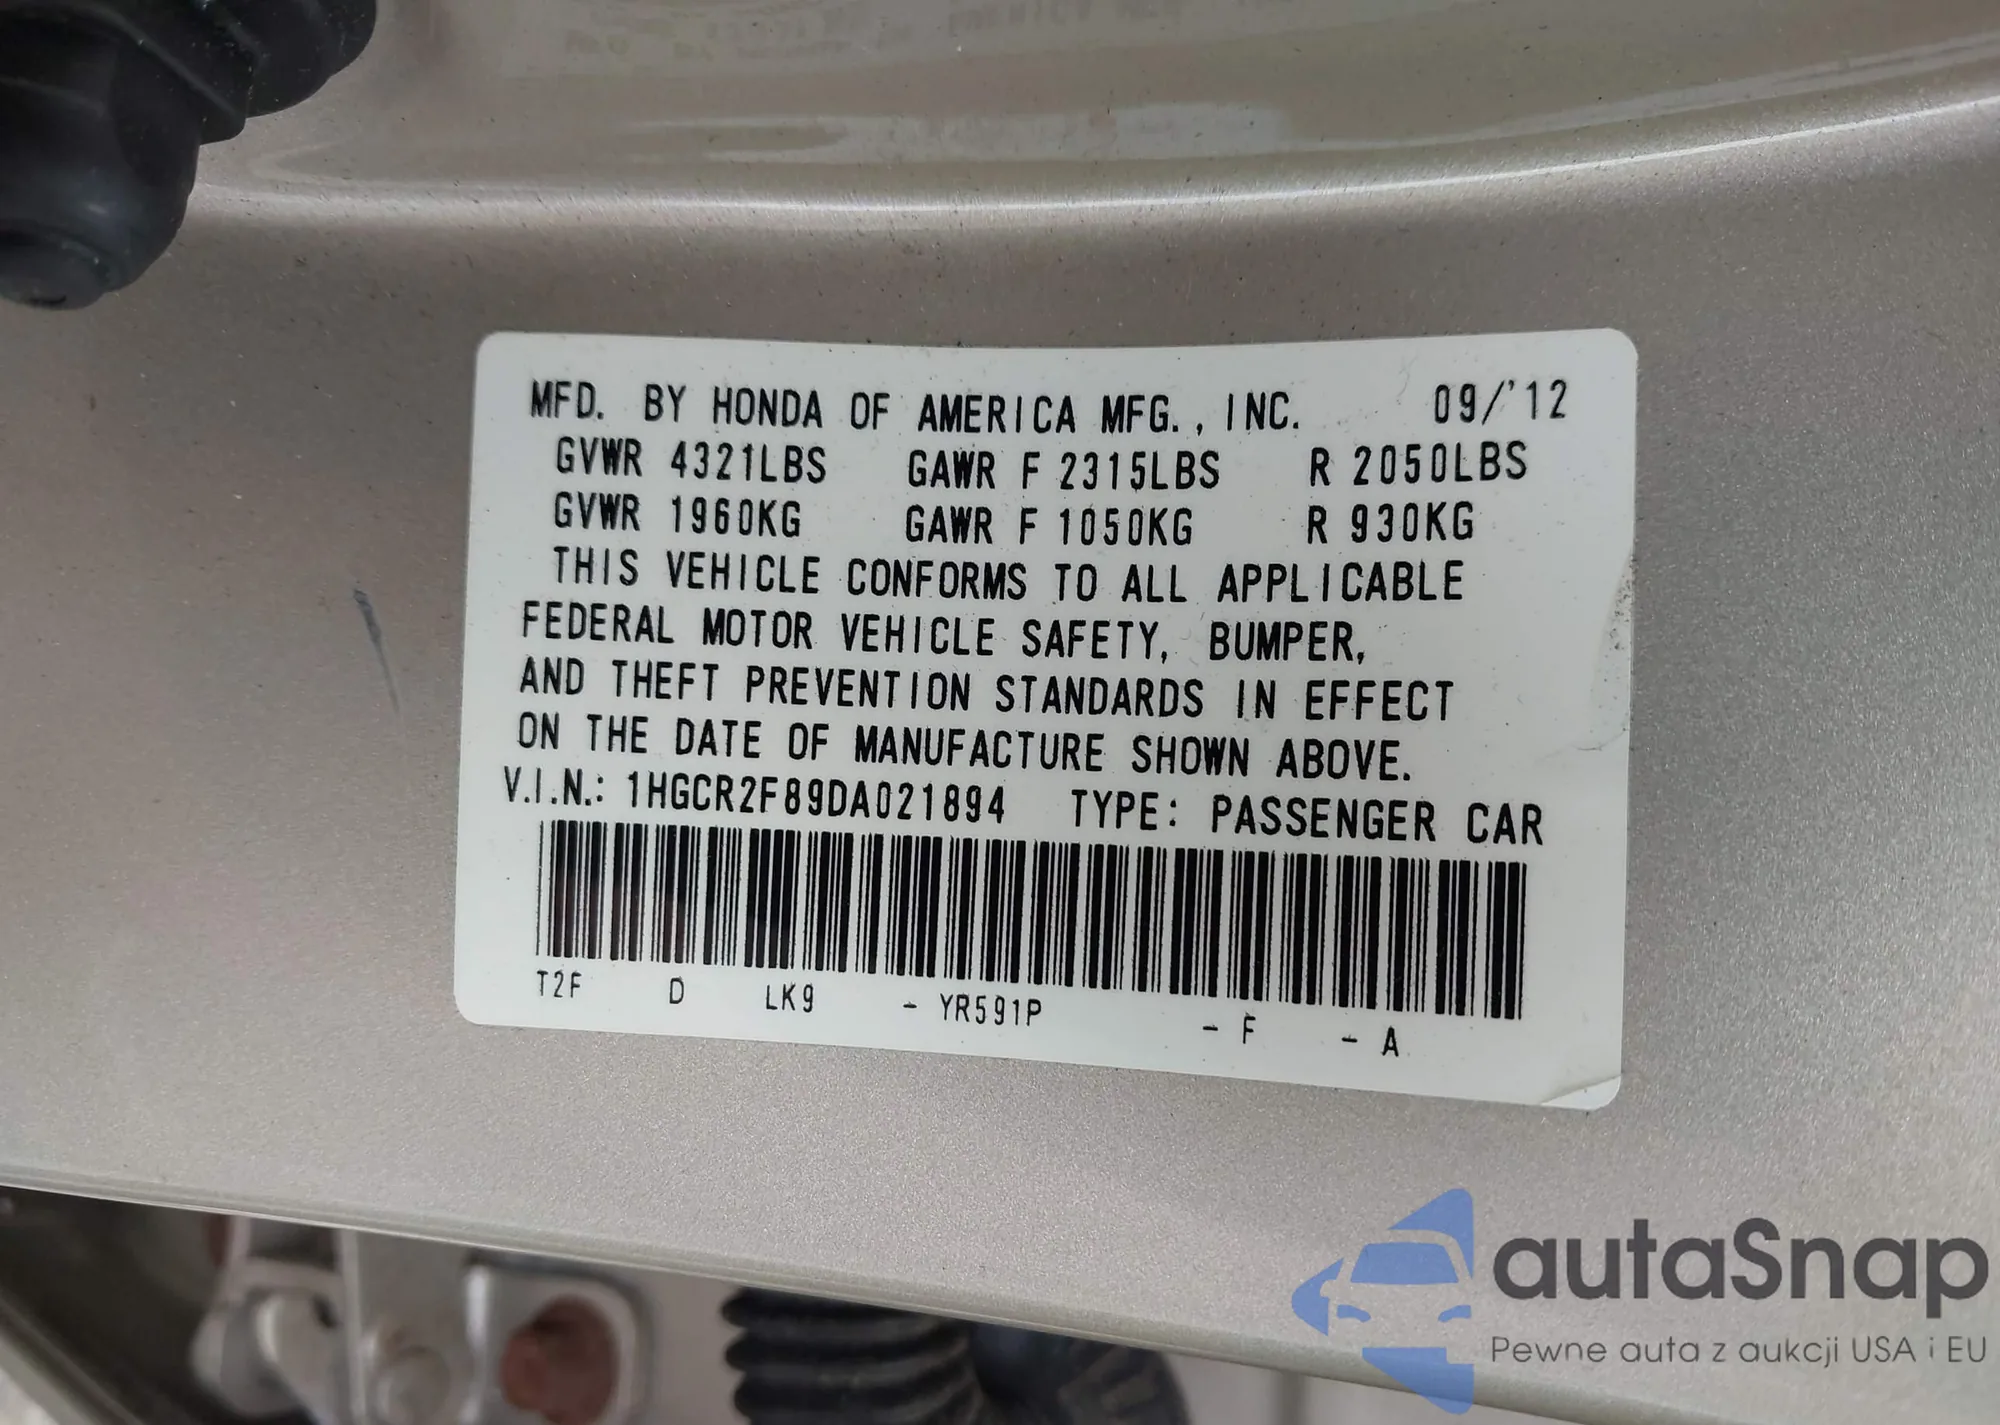 MFD. BY HONDA OF AMERICA MFG., INC. 09/'12
GVWR 4321LBS GAWR F 2315LBS R 2050LBS
GVWR 1960KG GAWR F 1050KG R 930KG
THIS VEHICLE CONFORMS TO ALL APPLICABLE
FEDERAL MOTOR VEHICLE SAFETY, BUMPER,
AND THEFT PREVENTION STANDARDS IN EFFECT
ON THE DATE OF MANUFACTURE SHOWN ABOVE.
V.I.N.: 1HGCR2F89DA021894 TYPE: PASSENGER CAR
T2F D LK9 - YR591P - F - A
autaSnap
Pewne auta z aukcji USA i EU